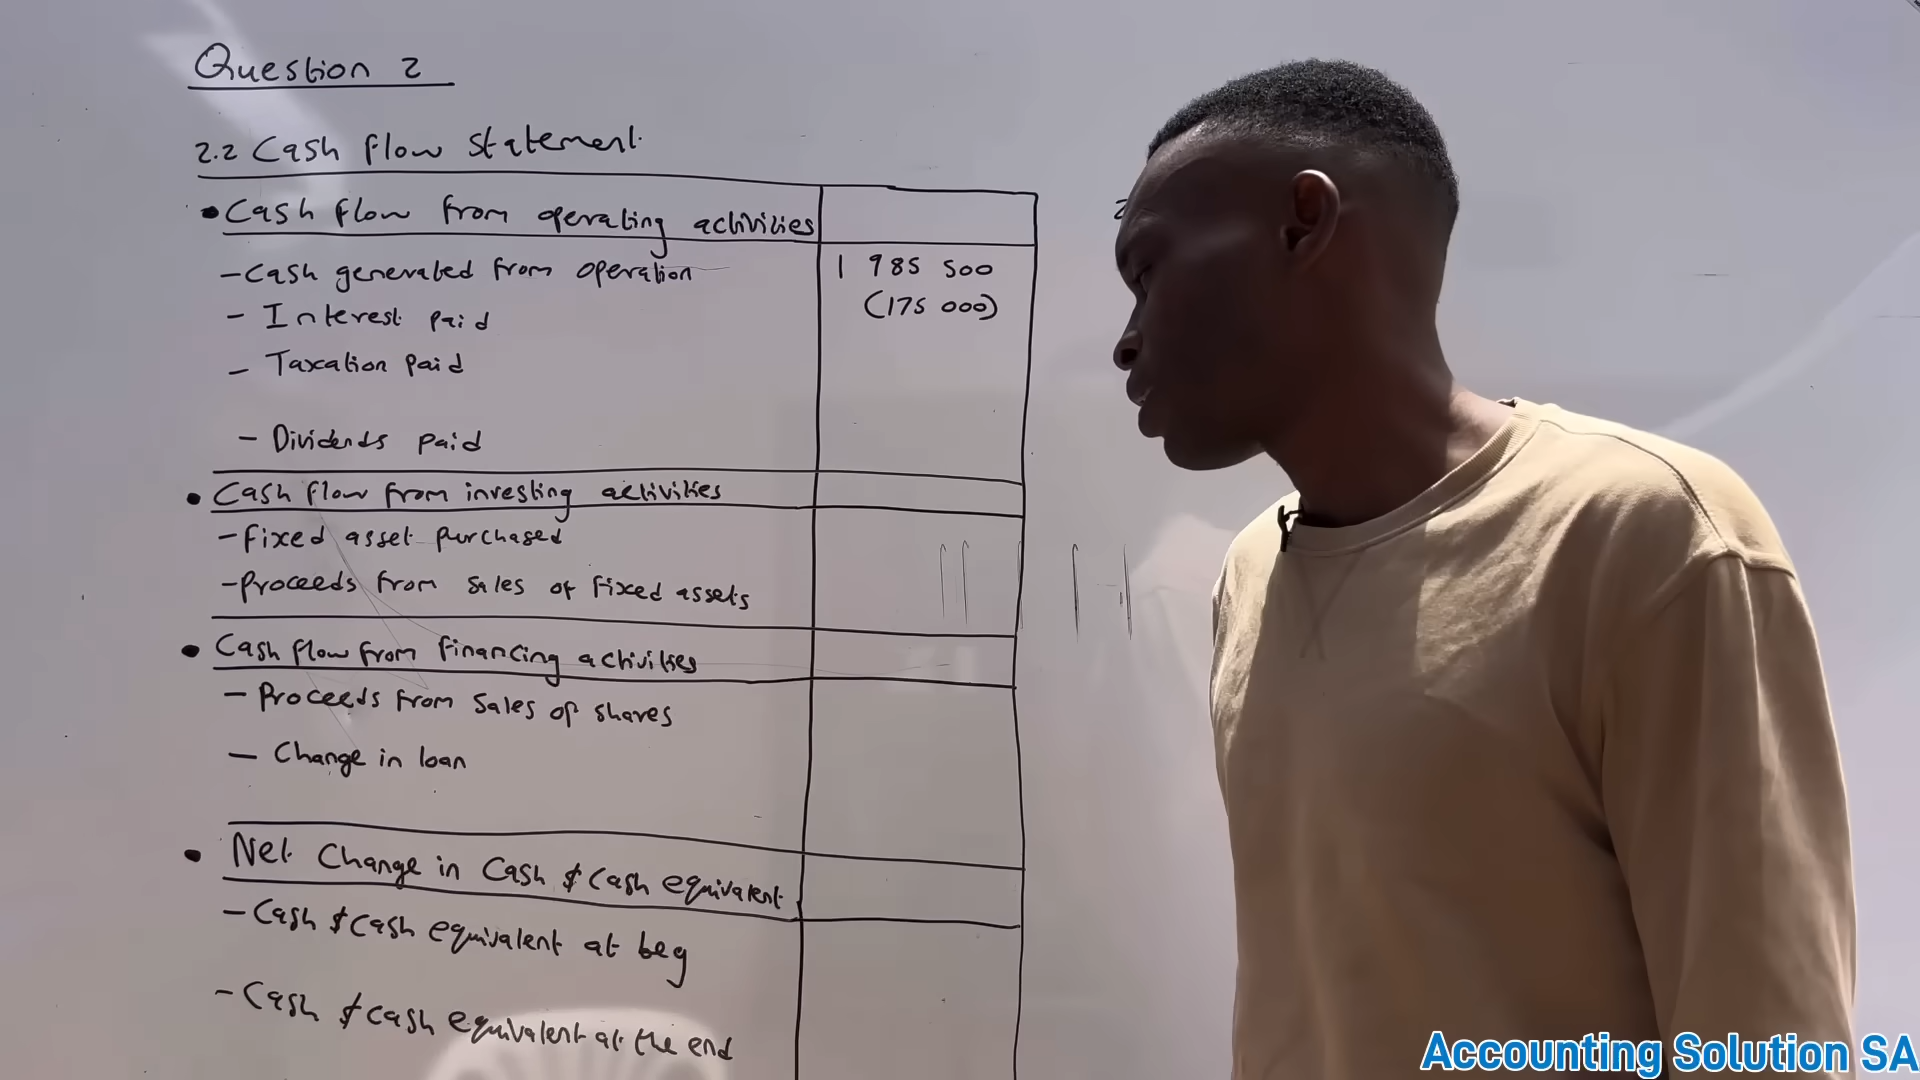 Question 2
2.2 Cash flow statement
• Cash flow from operating activities
- Cash generated from operation 1 985 500
- Interest paid (175 000)
- Taxation paid
- Dividends paid
• Cash flow from investing activities
- fixed asset purchased
- Proceeds from sales of fixed assets
• Cash flow from financing activities
- Proceeds from sales of shares
- Change in loan
• Net Change in Cash & cash equivalent
- Cash & cash equivalent at beg
- Cash & cash equivalent at the end
2
Accounting Solution SA